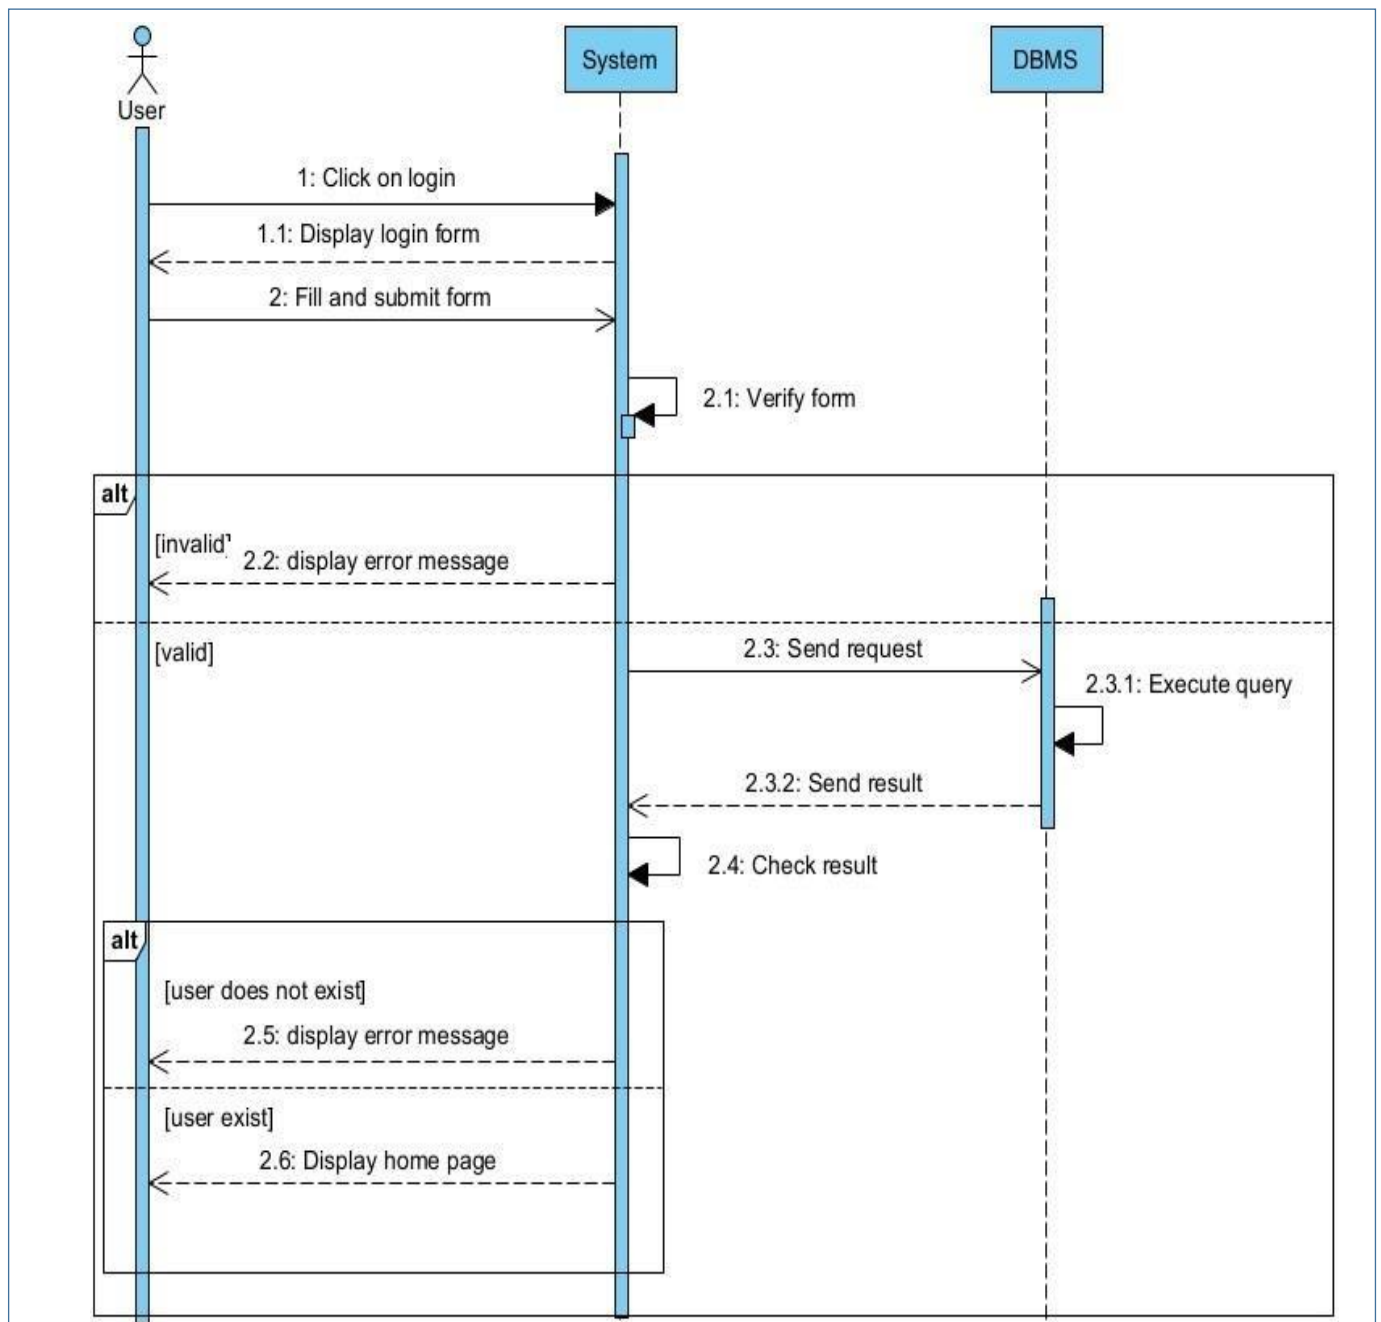 System
DBMS
User
1: Click on login
1.1: Display login form
2: Fill and submit form
2.1: Verify form
alt
[invalid]
2.2: display error message
[valid]
2.3: Send request
2.3.1: Execute query
2.3.2: Send result
2.4: Check result
alt
[user does not exist]
2.5: display error message
[user exist]
2.6: Display home page